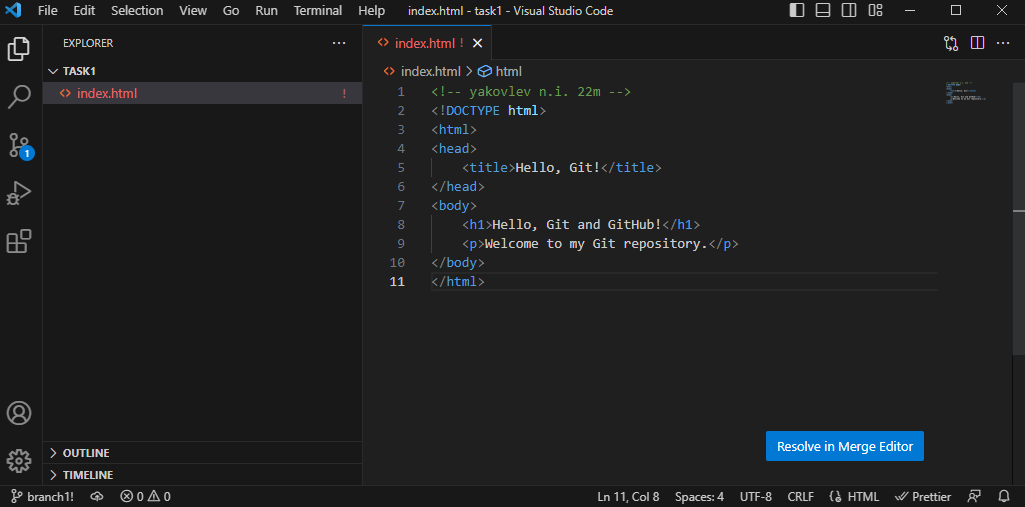 File Edit Selection View Go Run Terminal Help index.html - task1 - Visual Studio Code
EXPLORER ...
TASK1
index.html !
OUTLINE
TIMELINE
index.html !
index.html > html
1 <!-- yakovlev n.i. 22m -->
2 <!DOCTYPE html>
3 <html>
4 <head>
5 <title>Hello, Git!</title>
6 </head>
7 <body>
8 <h1>Hello, Git and GitHub!</h1>
9 <p>Welcome to my Git repository.</p>
10 </body>
11 </html>
Resolve in Merge Editor
1
branch1! 0 0 Ln 11, Col 8 Spaces: 4 UTF-8 CRLF HTML Prettier